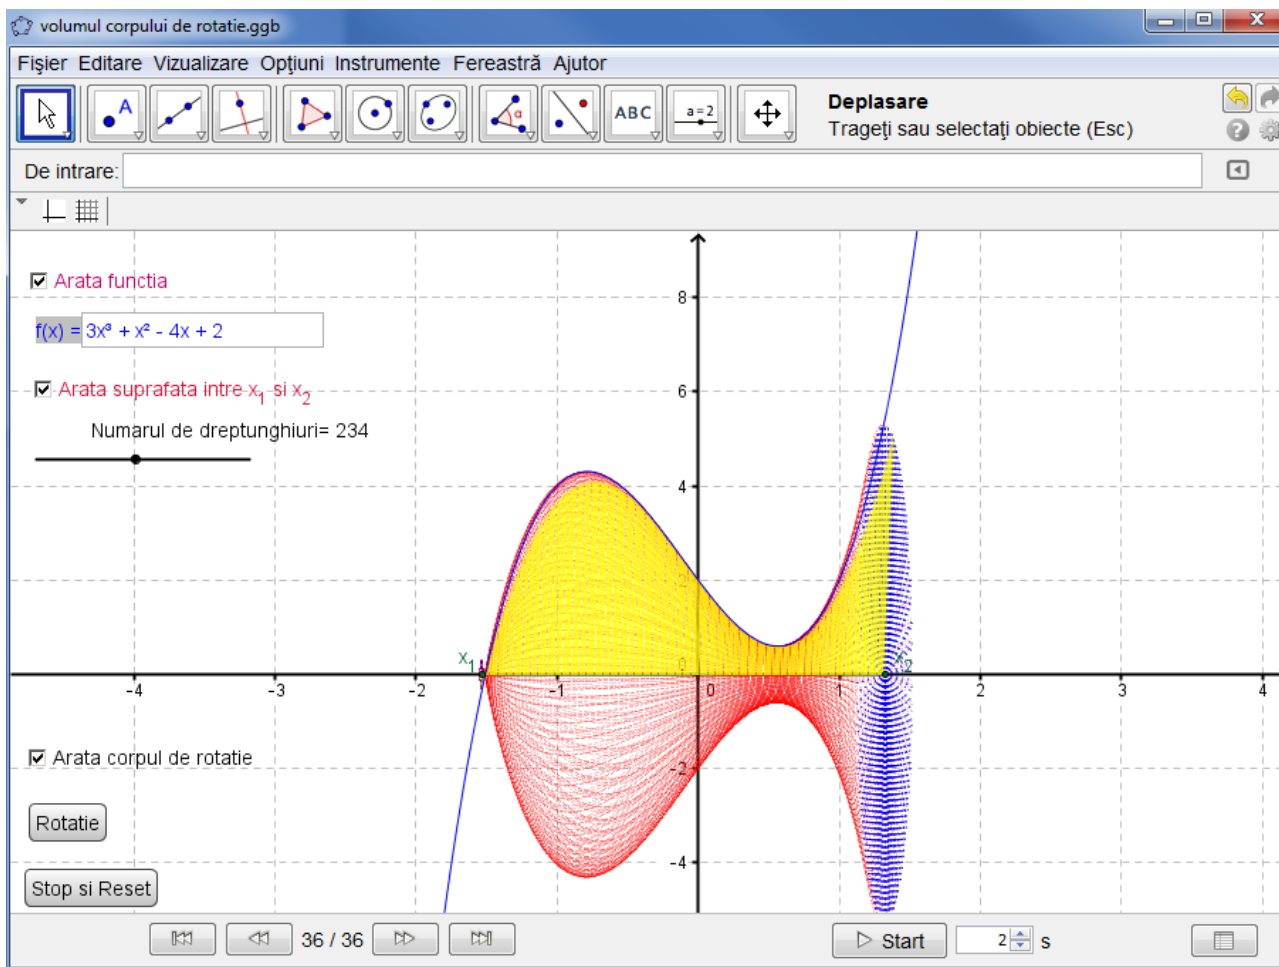 volumul corpului de rotatie.ggb
Fişier Editare Vizualizare Opţiuni Instrumente Fereastră Ajutor
A
α
ABC
a=2
Deplasare
Trageţi sau selectaţi obiecte (Esc)
?
De intrare:
Arata functia
f(x) = 3x³ + x² - 4x + 2
Arata suprafata intre x₁ si x₂
Numarul de dreptunghiuri= 234
8
6
4
2
0
x₁
x₂
-4 -3 -2 -1 0 1 2 3 4
-2
-4
Arata corpul de rotatie
Rotatie
Stop si Reset
36 / 36
Start
2 s